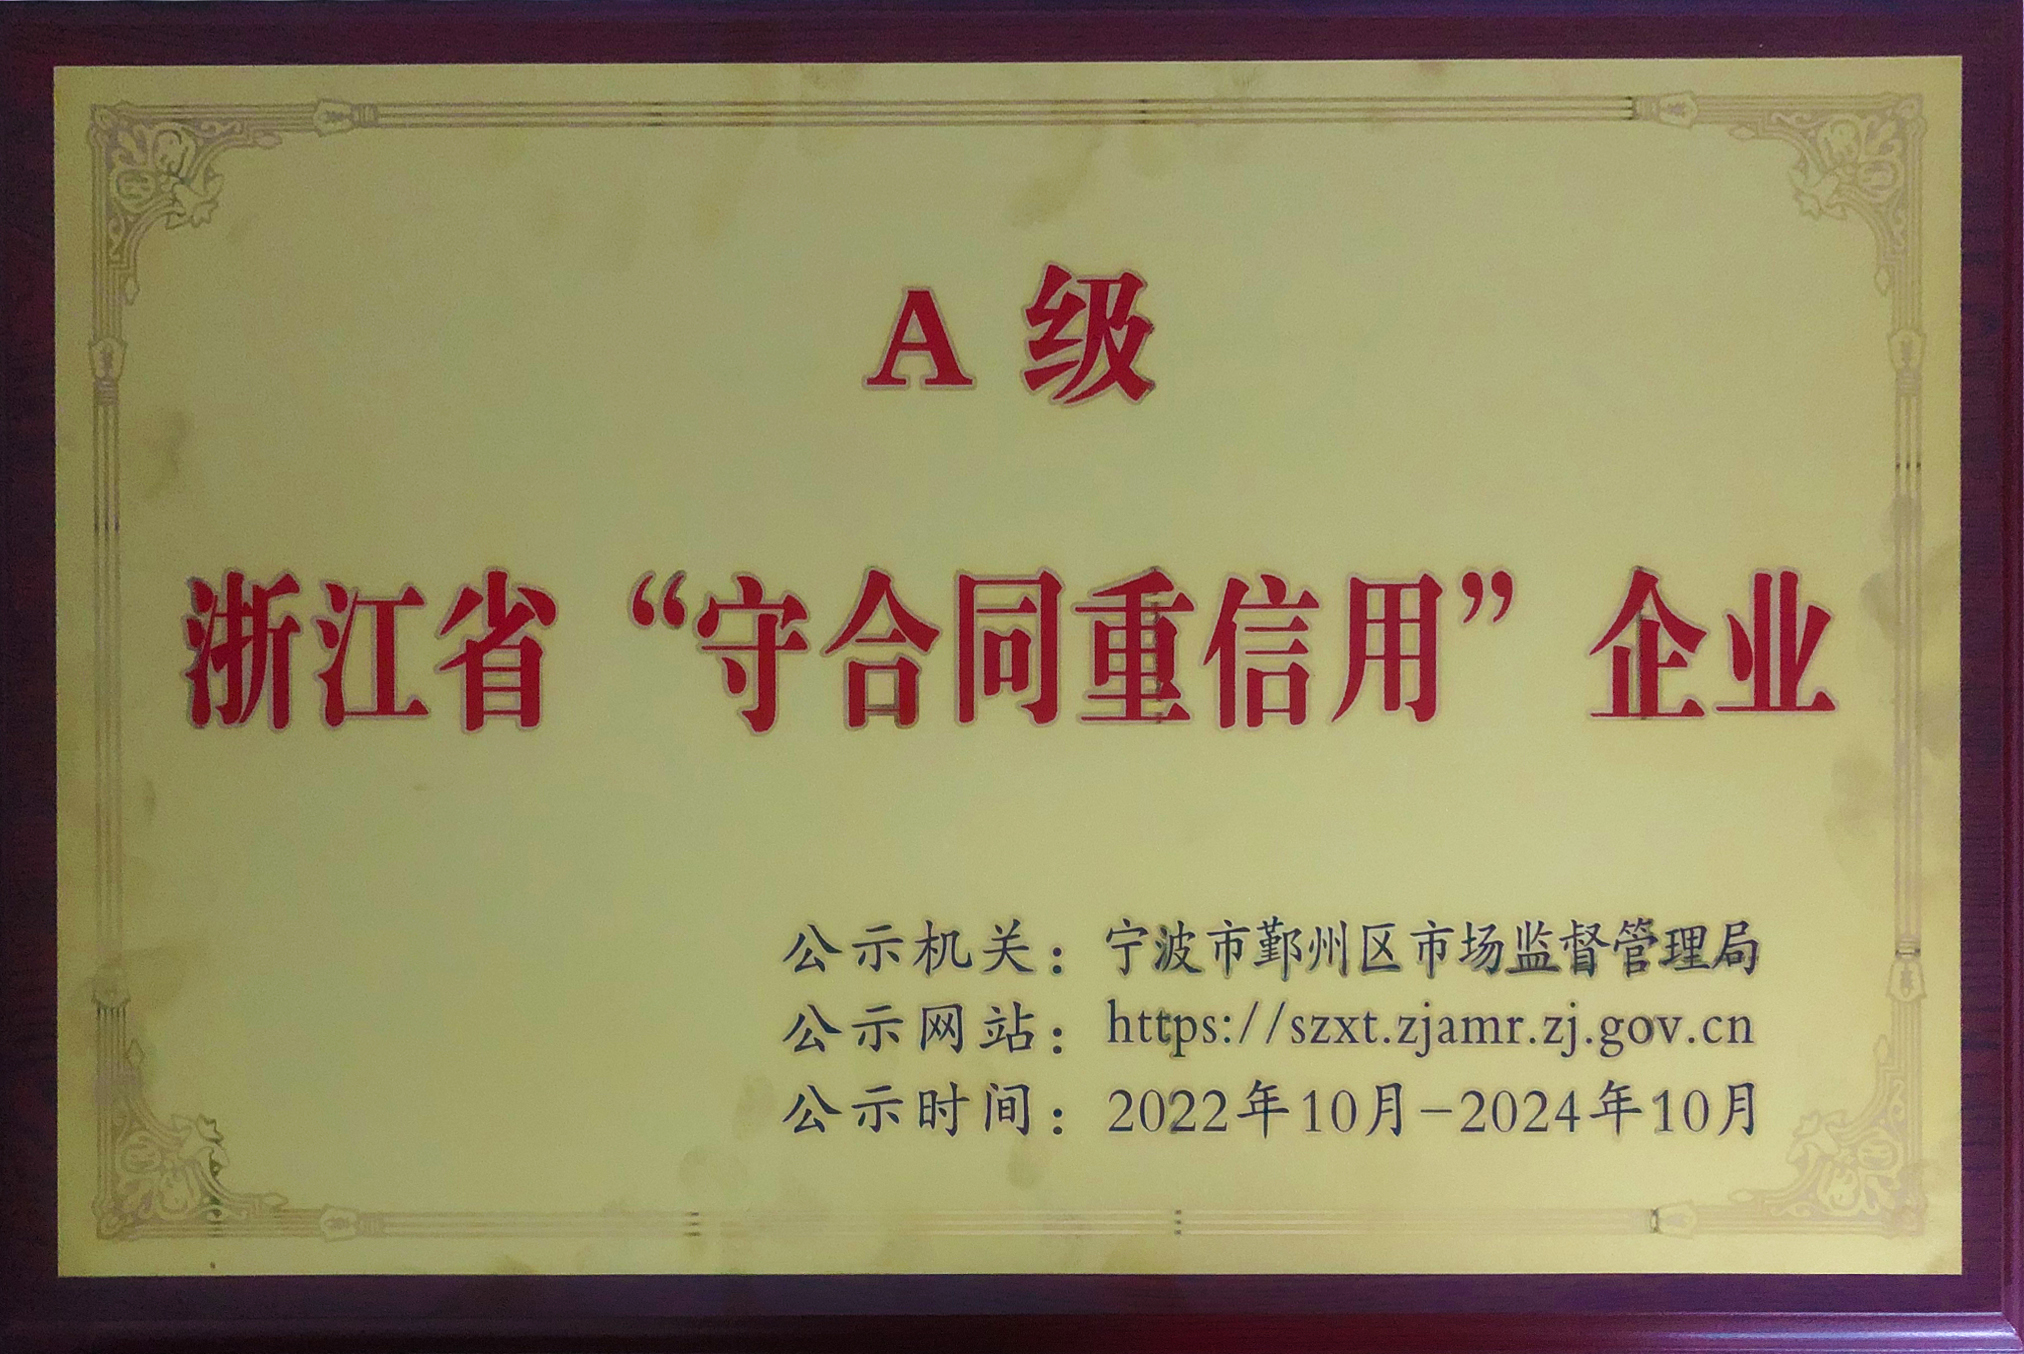 A 级
浙江省“守合同重信用”企业
公示机关：宁波市鄞州区市场监督管理局
公示网站：https://szxt.zjamr.zj.gov.cn
公示时间：2022年10月-2024年10月